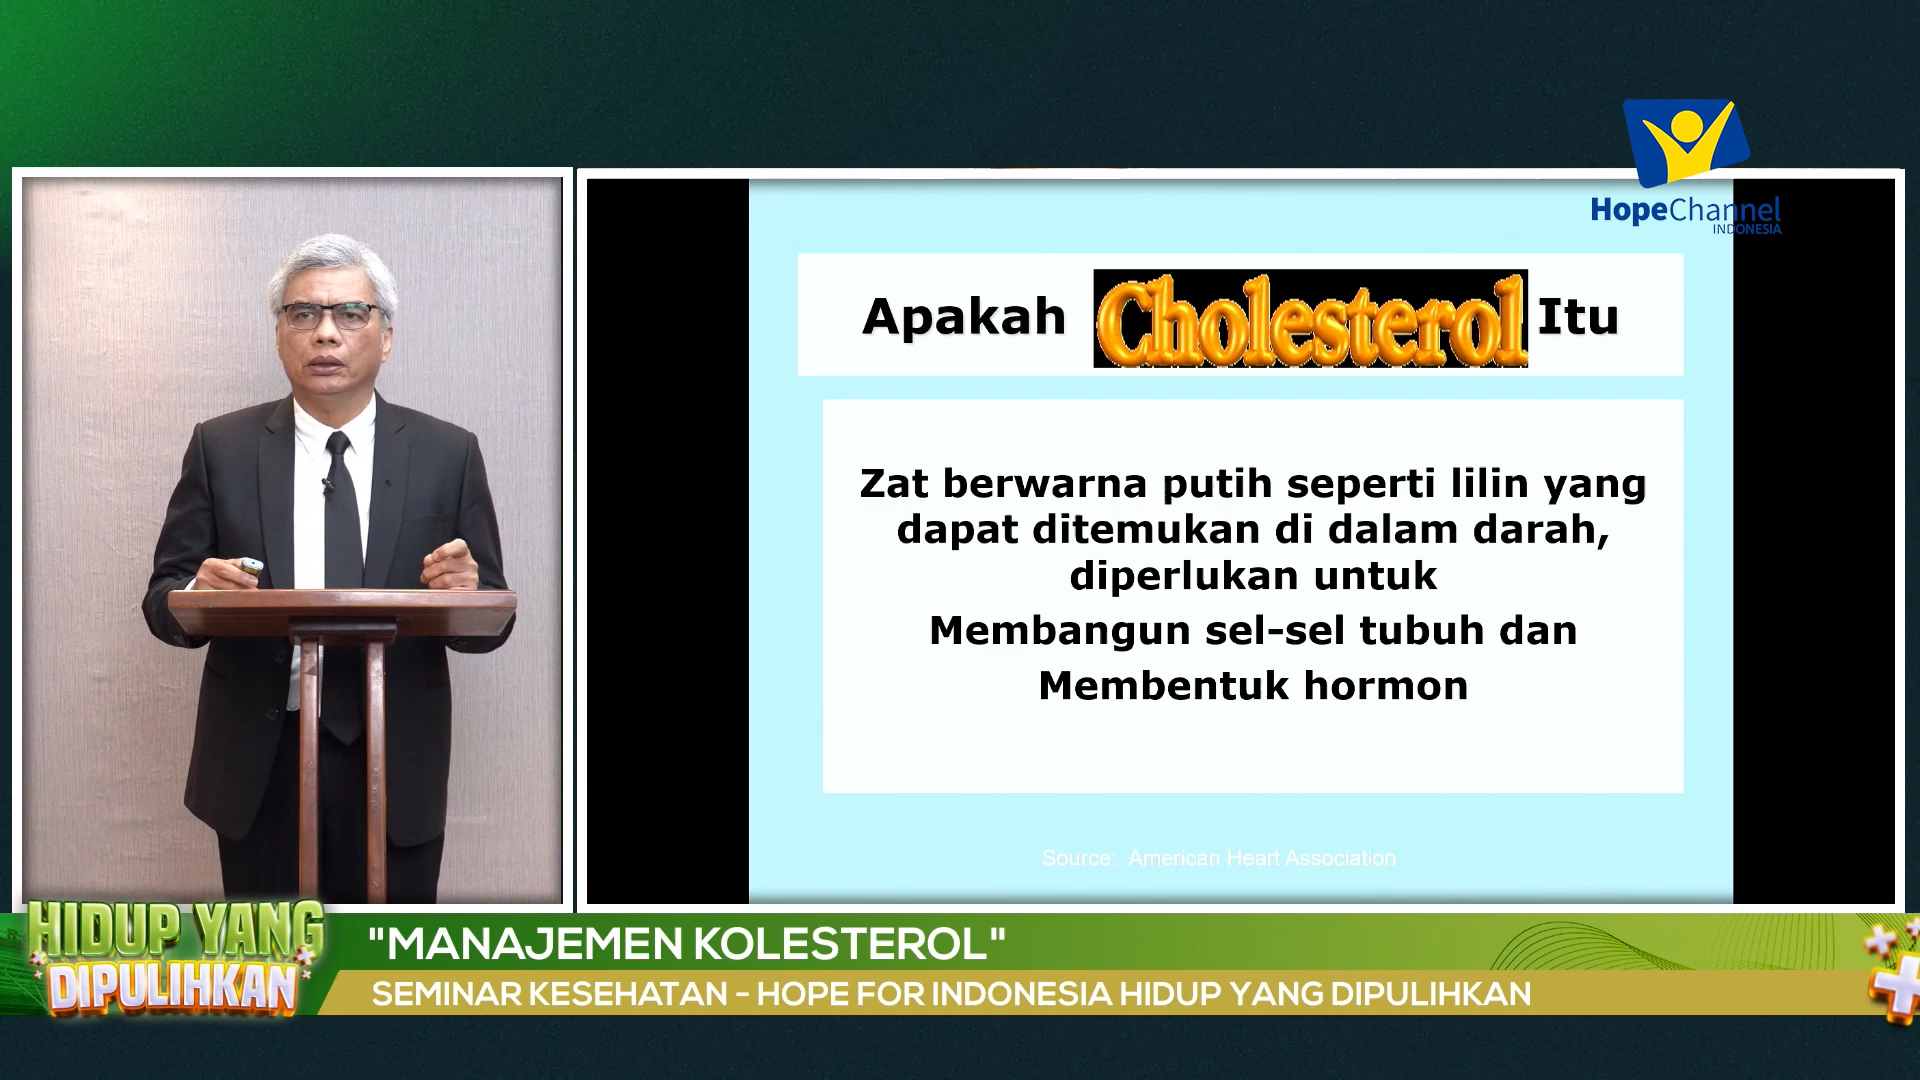 HopeChannel
INDONESIA
Apakah Cholesterol Itu
Zat berwarna putih seperti lilin yang
dapat ditemukan di dalam darah,
diperlukan untuk
Membangun sel-sel tubuh dan
Membentuk hormon
Source: American Heart Association
HIDUP YANG
DIPULIHKAN
"MANAJEMEN KOLESTEROL"
SEMINAR KESEHATAN - HOPE FOR INDONESIA HIDUP YANG DIPULIHKAN